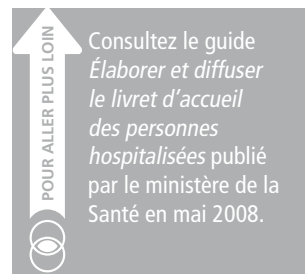 POUR ALLER PLUS LOIN
Consultez le guide
Élaborer et diffuser
le livret d’accueil
des personnes
hospitalisées publié
par le ministère de la
Santé en mai 2008.